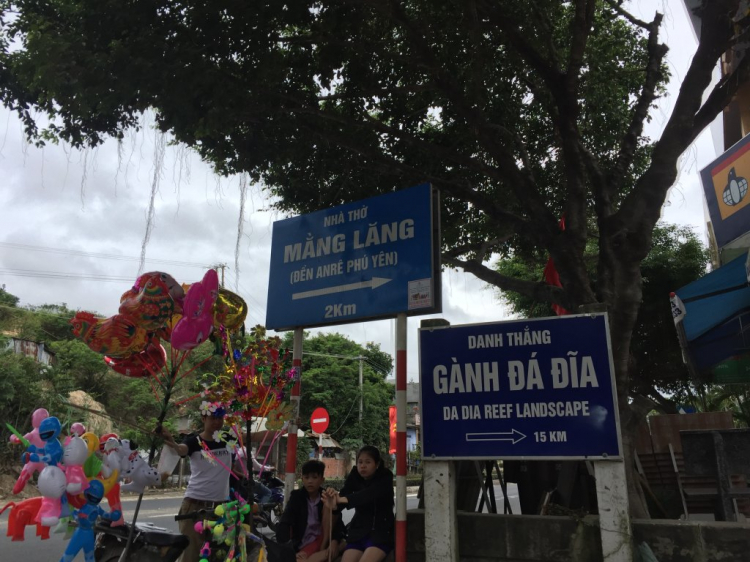 NHÀ THỜ
MẰNG LĂNG
(ĐỀN ANRÊ PHÚ YÊN)
2Km
DANH THẮNG
GÀNH ĐÁ ĐĨA
DA DIA REEF LANDSCAPE
15 KM